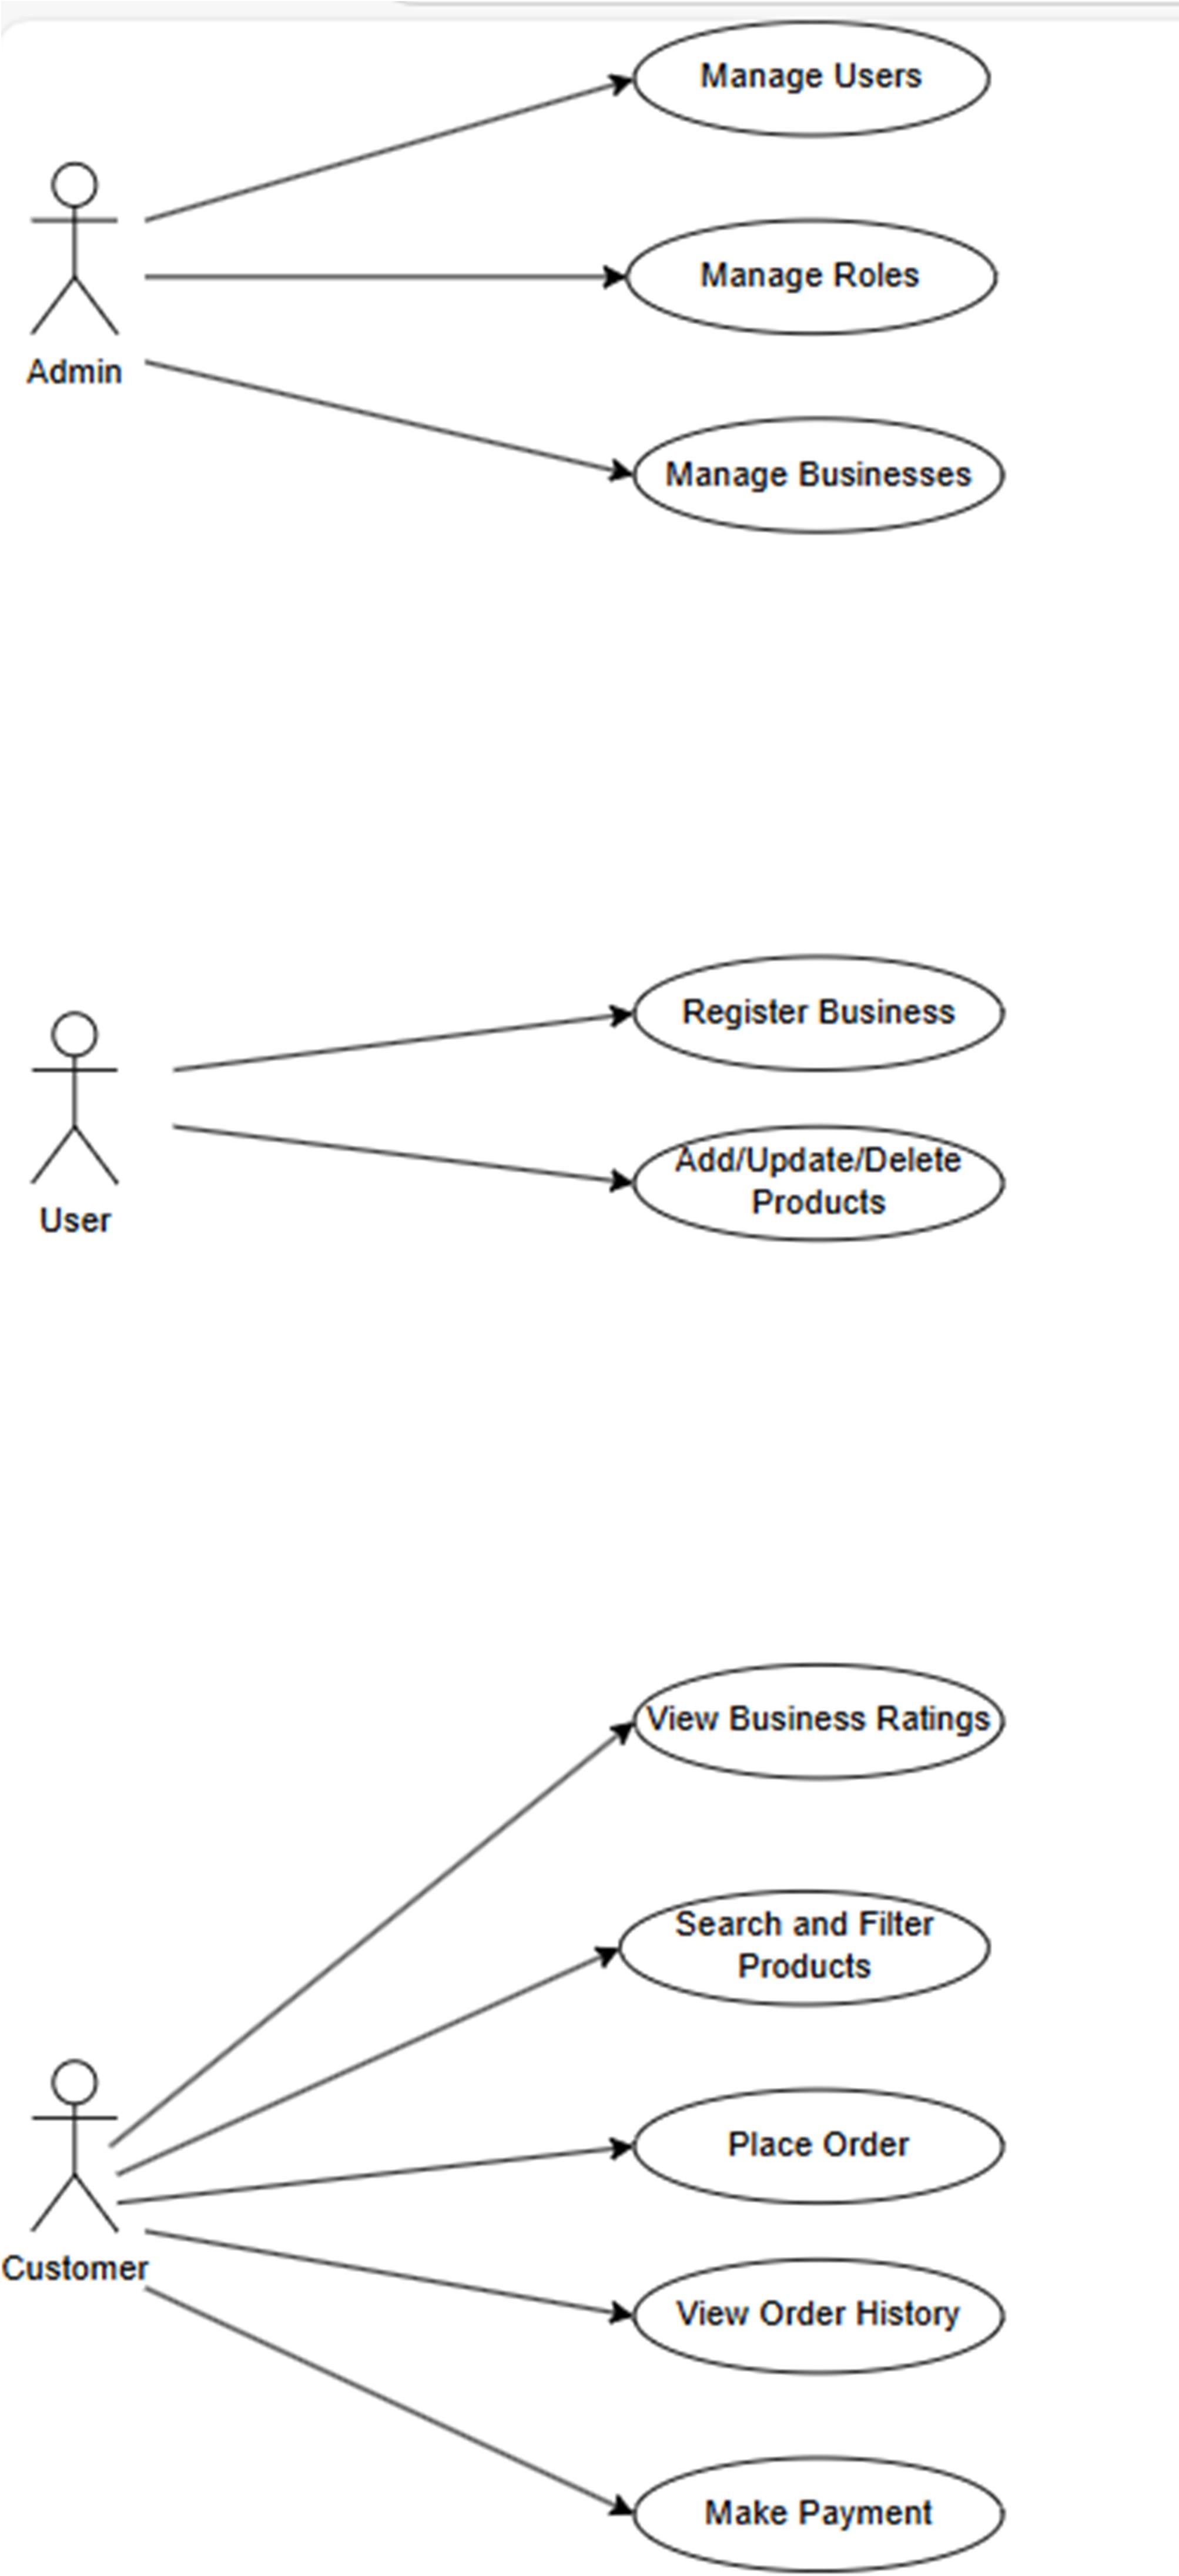 Manage Users
Manage Roles
Admin
Manage Businesses
Register Business
Add/Update/Delete
Products
User
View Business Ratings
Search and Filter
Products
Place Order
Customer
View Order History
Make Payment